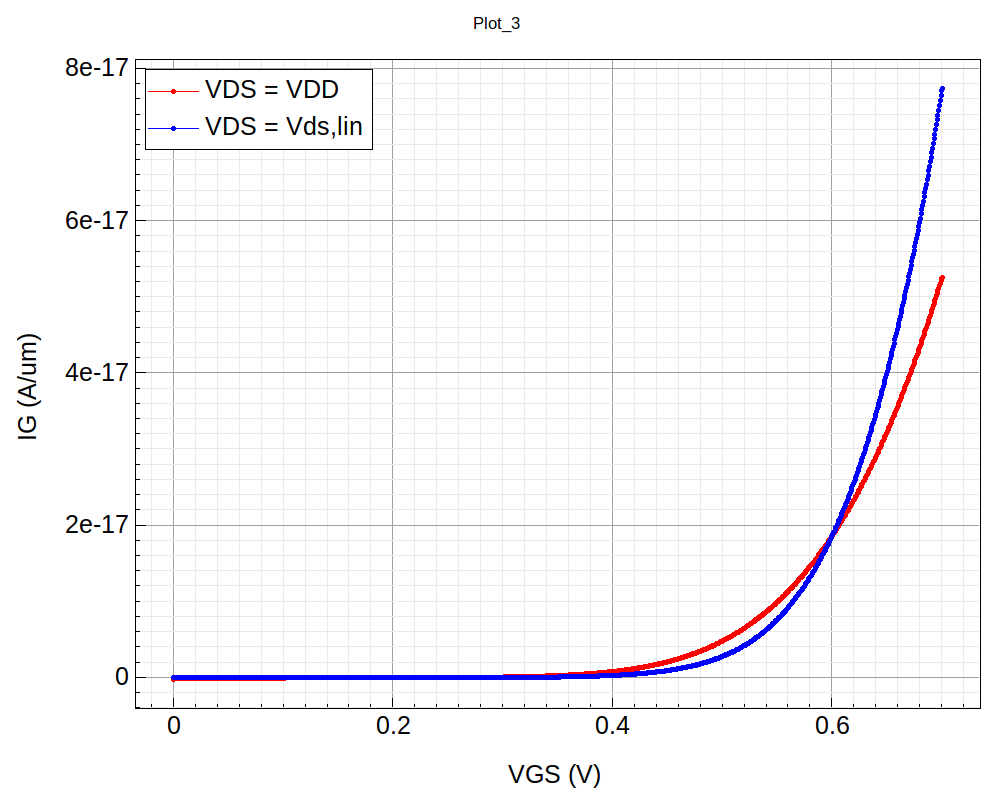 Plot_3
VDS = VDD
VDS = Vds,lin
8e-17
6e-17
4e-17
2e-17
0
IG (A/um)
0
0.2
0.4
0.6
VGS (V)